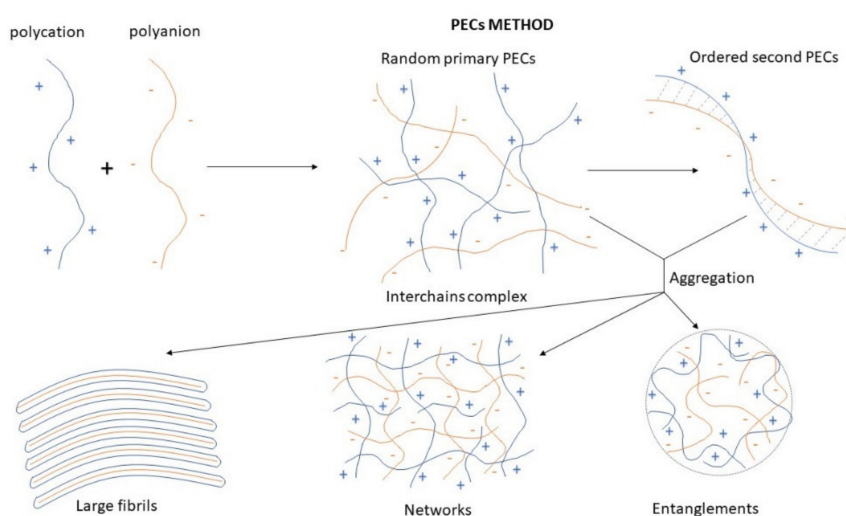 PECs METHOD
polycation
polyanion
Random primary PECs
Ordered second PECs
+
Interchains complex
Aggregation
Large fibrils
Networks
Entanglements